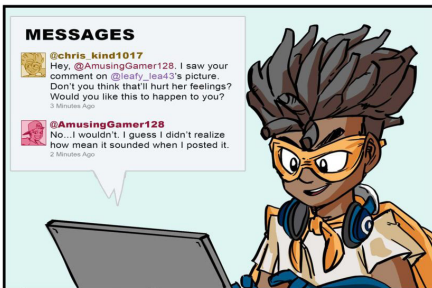 MESSAGES
@chris_kind1017
Hey, @AmusingGamer128. I saw your
comment on @leafy_lea43's picture.
Don't you think that'll hurt her feelings?
Would you like this to happen to you?
3 Minutes Ago
@AmusingGamer128
No...I wouldn't. I guess I didn't realize
how mean it sounded when I posted it.
2 Minutes Ago